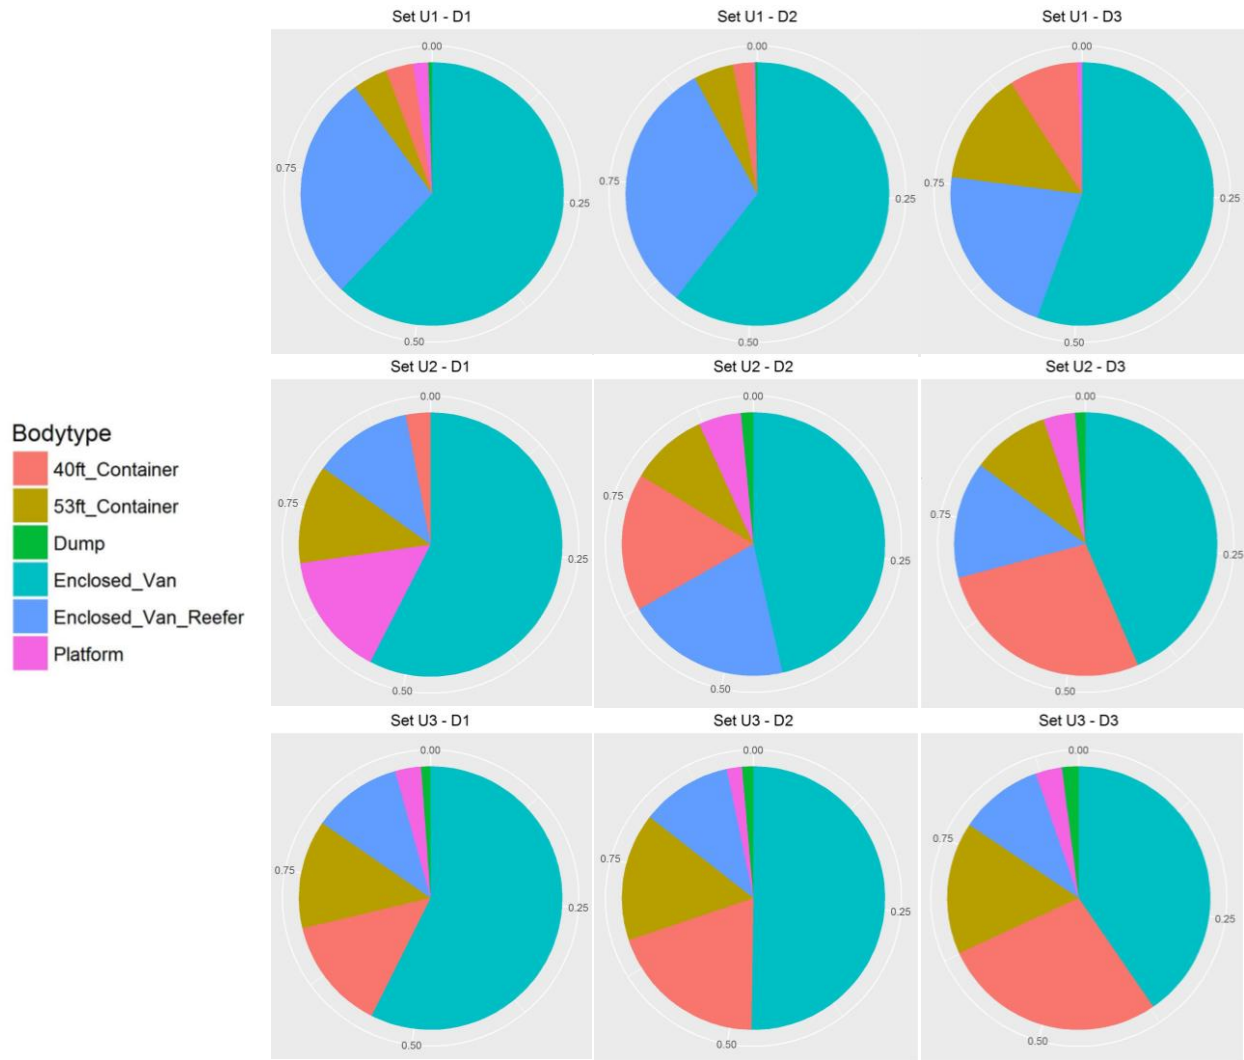 Set U1 - D1
Set U1 - D2
Set U1 - D3
0.00
0.00
0.00
0.75
0.75
0.75
0.25
0.25
0.25
0.50
0.50
0.50
Set U2 - D1
Set U2 - D2
Set U2 - D3
0.00
0.00
0.00
Bodytype
40ft_Container
53ft_Container
Dump
Enclosed_Van
Enclosed_Van_Reefer
Platform
0.75
0.75
0.75
0.25
0.25
0.25
0.50
0.50
0.50
Set U3 - D1
Set U3 - D2
Set U3 - D3
0.00
0.00
0.00
0.75
0.75
0.75
0.25
0.25
0.25
0.50
0.50
0.50